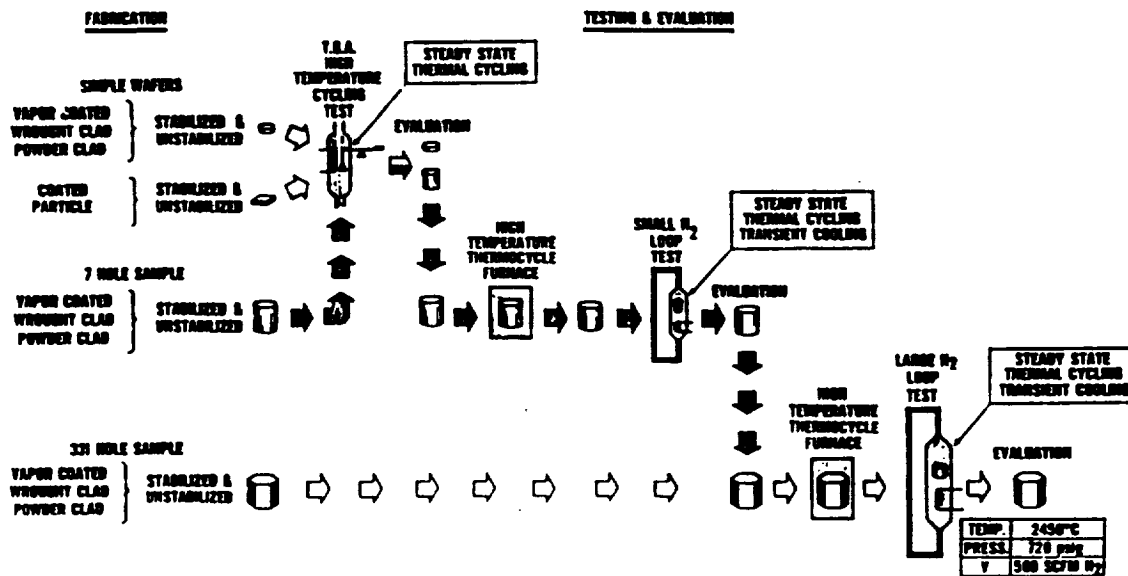 FABRICATION
TESTING & EVALUATION
T.B.A.
HIGH
TEMPERATURE
CYCLING
TEST
STEADY STATE
THERMAL CYCLING
SIMPLE WAFERS
VAPOR COATED
WROUGHT CLAD
POWDER CLAD
STABILIZED &
UNSTABILIZED
EVALUATION
COATED
PARTICLE
STABILIZED &
UNSTABILIZED
STEADY STATE
THERMAL CYCLING
TRANSIENT COOLING
SMALL H2
LOOP
TEST
HIGH
TEMPERATURE
THERMOCYCLE
FURNACE
7 HOLE SAMPLE
VAPOR COATED
WROUGHT CLAD
POWDER CLAD
STABILIZED &
UNSTABILIZED
EVALUATION
STEADY STATE
THERMAL CYCLING
TRANSIENT COOLING
LARGE H2
LOOP
TEST
HIGH
TEMPERATURE
THERMOCYCLE
FURNACE
331 HOLE SAMPLE
VAPOR COATED
WROUGHT CLAD
POWDER CLAD
STABILIZED &
UNSTABILIZED
EVALUATION
TEMP. 2490°C
PRESS. 720 psig
V 500 SCFM H2